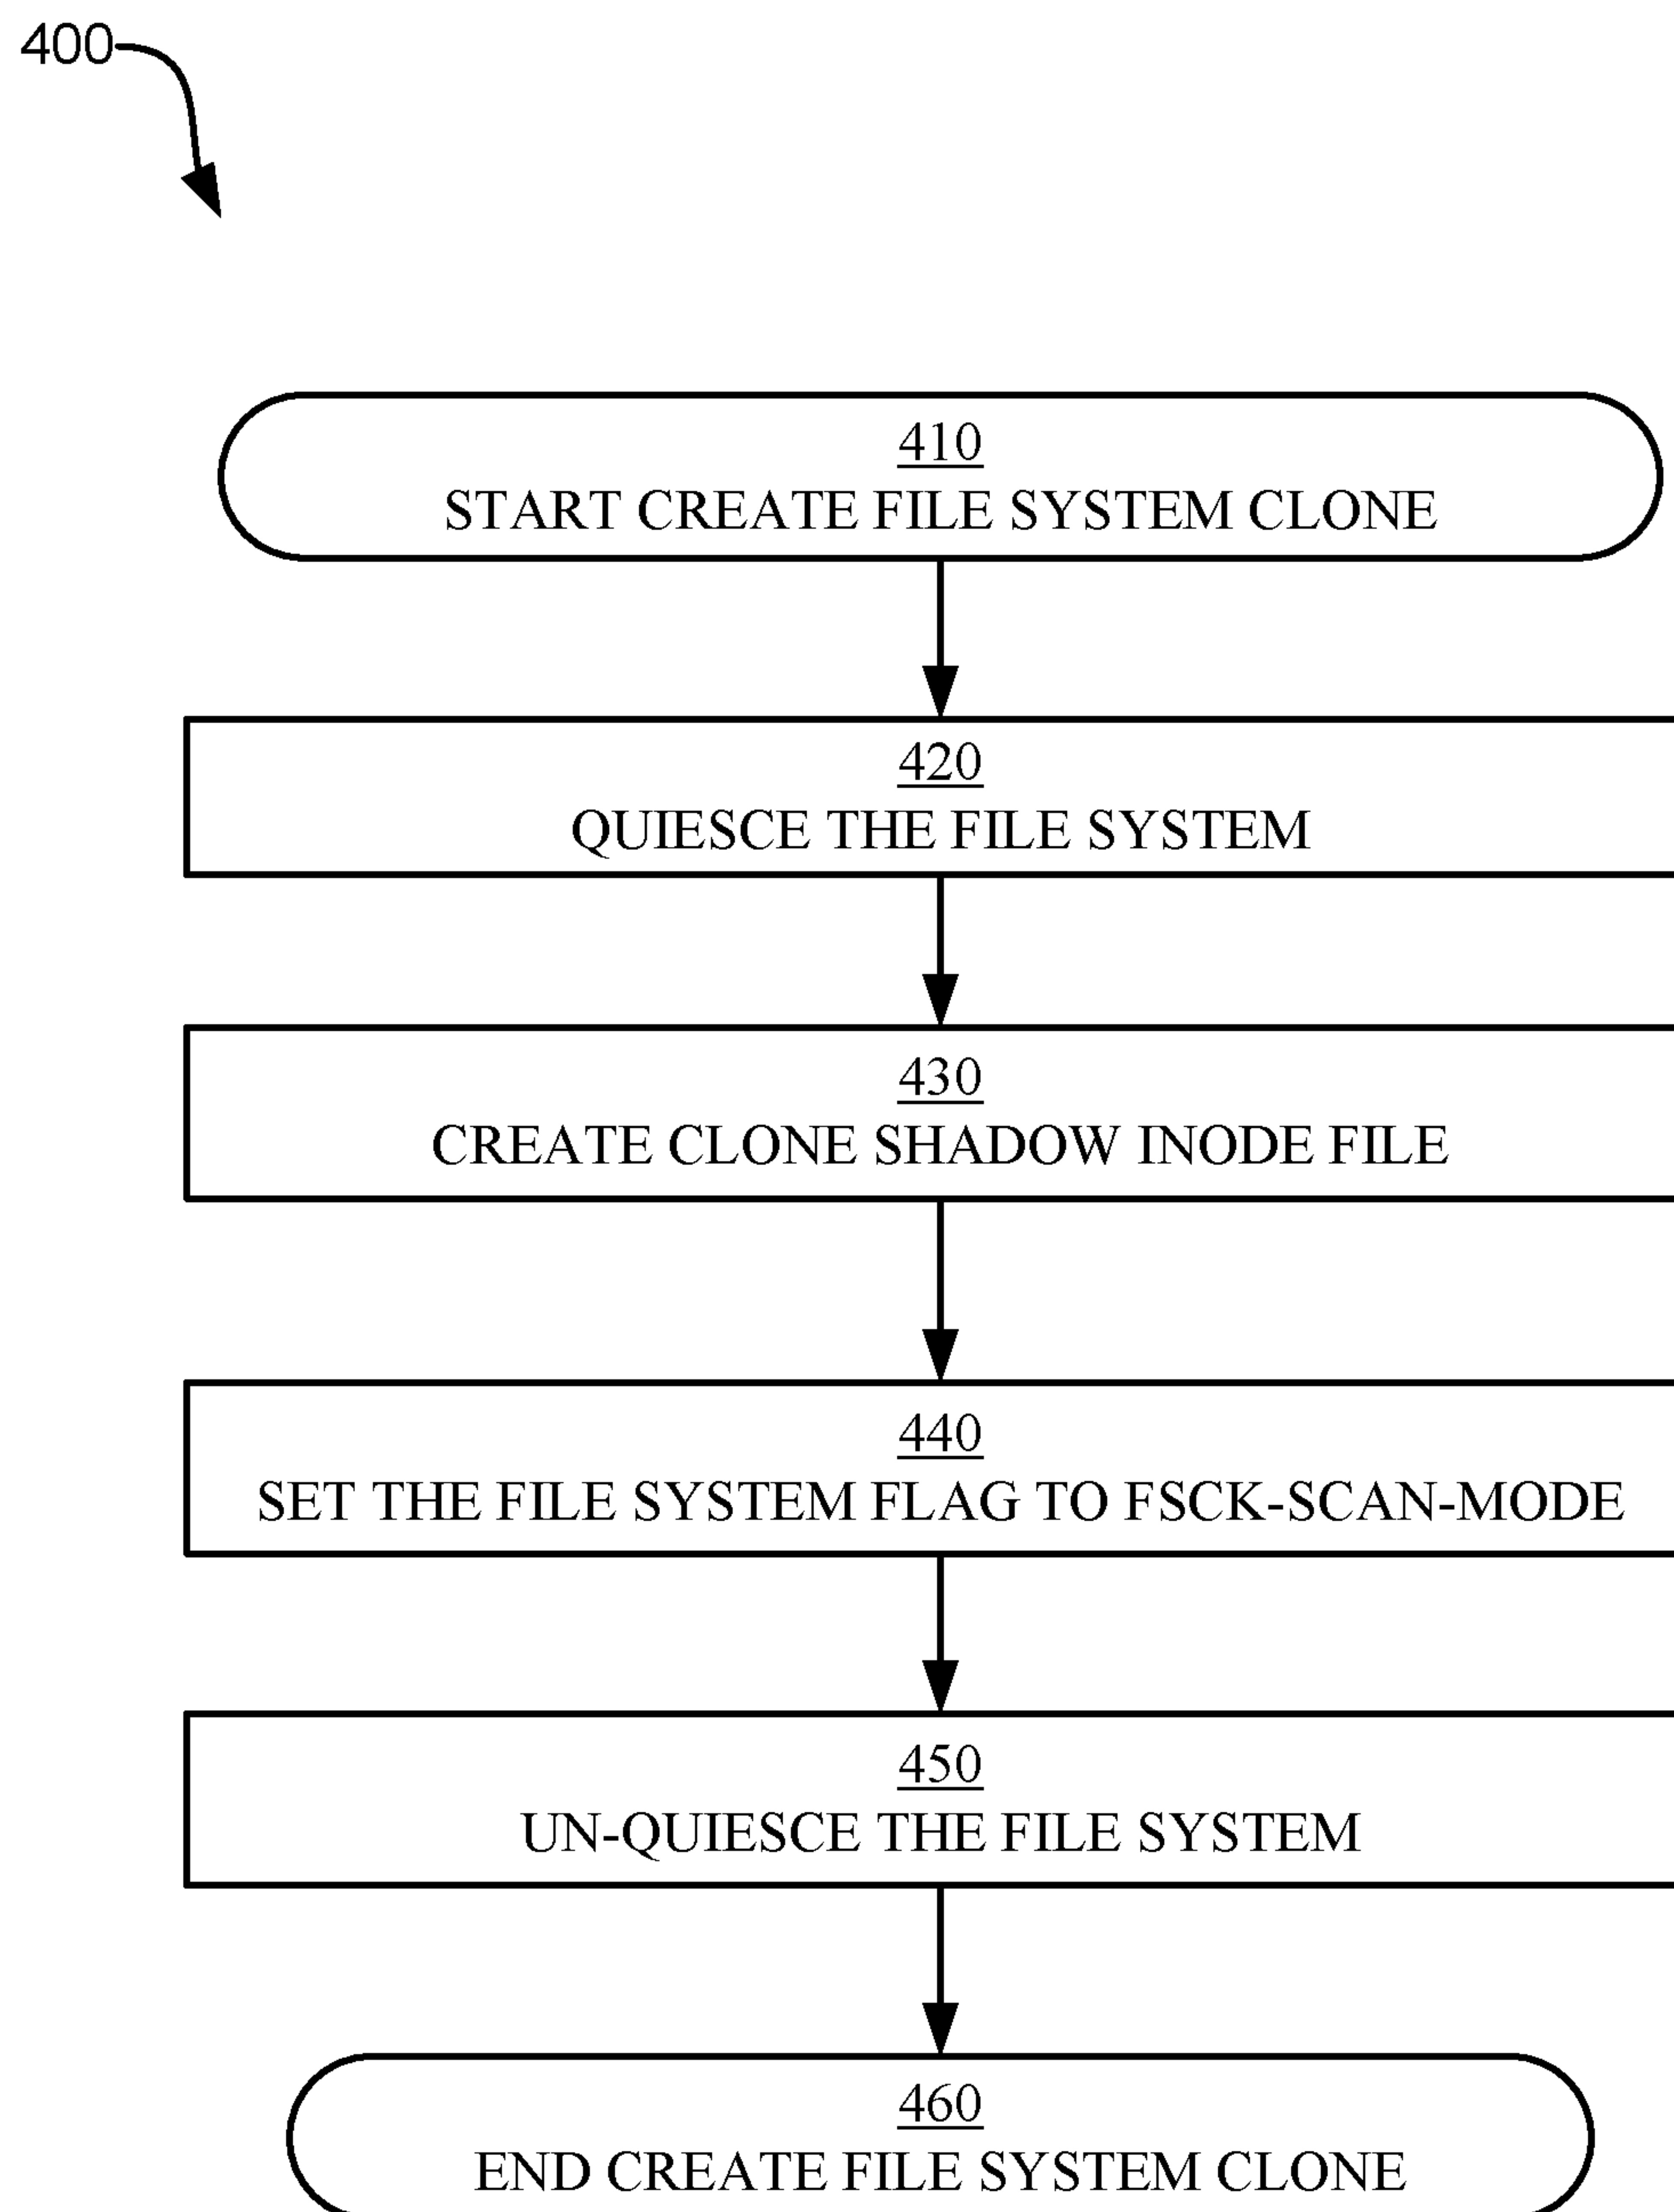 400
410
START CREATE FILE SYSTEM CLONE
420
QUIESCE THE FILE SYSTEM
430
CREATE CLONE SHADOW INODE FILE
440
SET THE FILE SYSTEM FLAG TO FSCK-SCAN-MODE
450
UN-QUIESCE THE FILE SYSTEM
460
END CREATE FILE SYSTEM CLONE